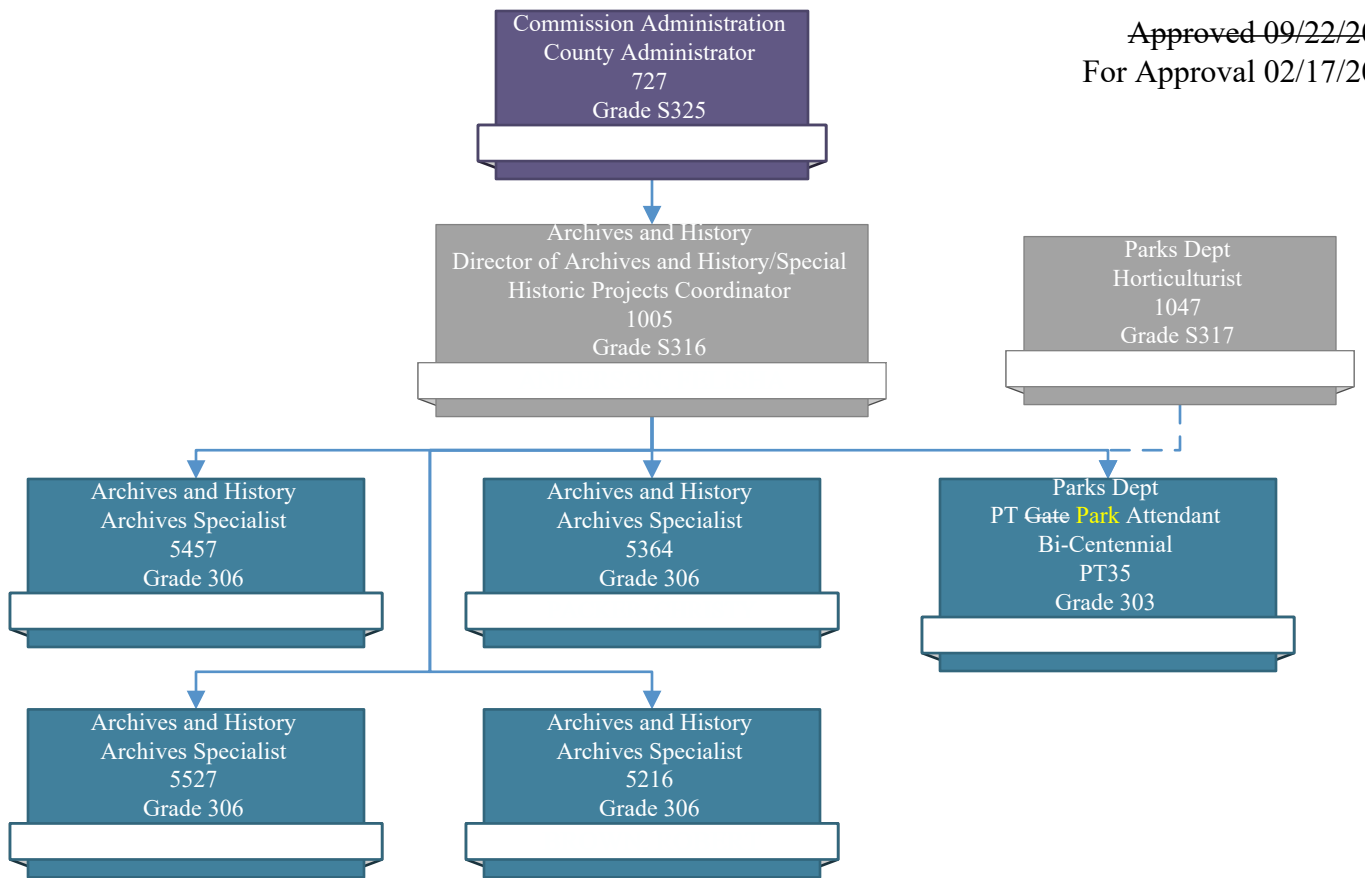 Commission Administration
County Administrator
727
Grade S325
Approved 09/22/20
For Approval 02/17/20
Archives and History
Director of Archives and History/Special
Historic Projects Coordinator
1005
Grade S316
Parks Dept
Horticulturist
1047
Grade S317
Archives and History
Archives Specialist
5457
Grade 306
Archives and History
Archives Specialist
5364
Grade 306
Parks Dept
PT Gate Park Attendant
Bi-Centennial
PT35
Grade 303
Archives and History
Archives Specialist
5527
Grade 306
Archives and History
Archives Specialist
5216
Grade 306